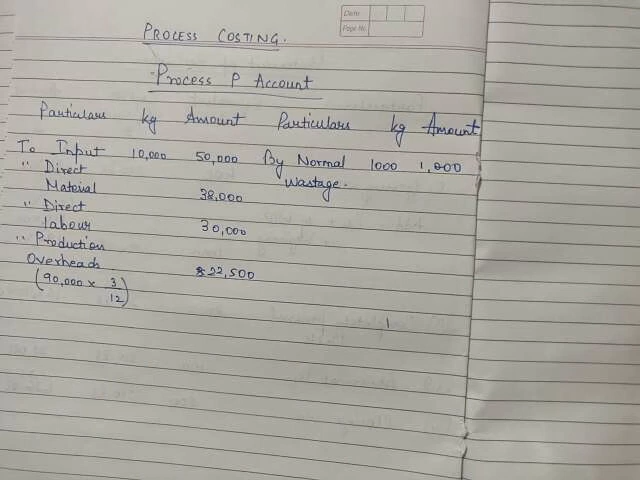 Date
Page No.
PROCESS COSTING.
Process P Account
Particulars kg Amount Particulars kg Amount
To Input 10,000 50,000 By Normal 1000 1,000
" Direct wastage.
Material 38,000
" Direct
labour 30,000
" Production
Overheads 22,500
(90,000 x 3/12)